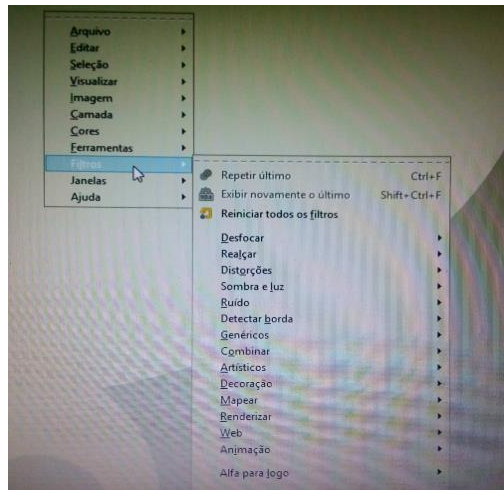 Arquivo
Editar
Seleção
Visualizar
Imagem
Camada
Cores
Ferramentas
Filtros
Janelas
Ajuda
Repetir último Ctrl+F
Exibir novamente o último Shift+Ctrl+F
Reiniciar todos os filtros
Desfocar
Realçar
Distorções
Sombra e luz
Ruído
Detectar borda
Genéricos
Combinar
Artísticos
Decoração
Mapear
Renderizar
Web
Animação
Alfa para logo